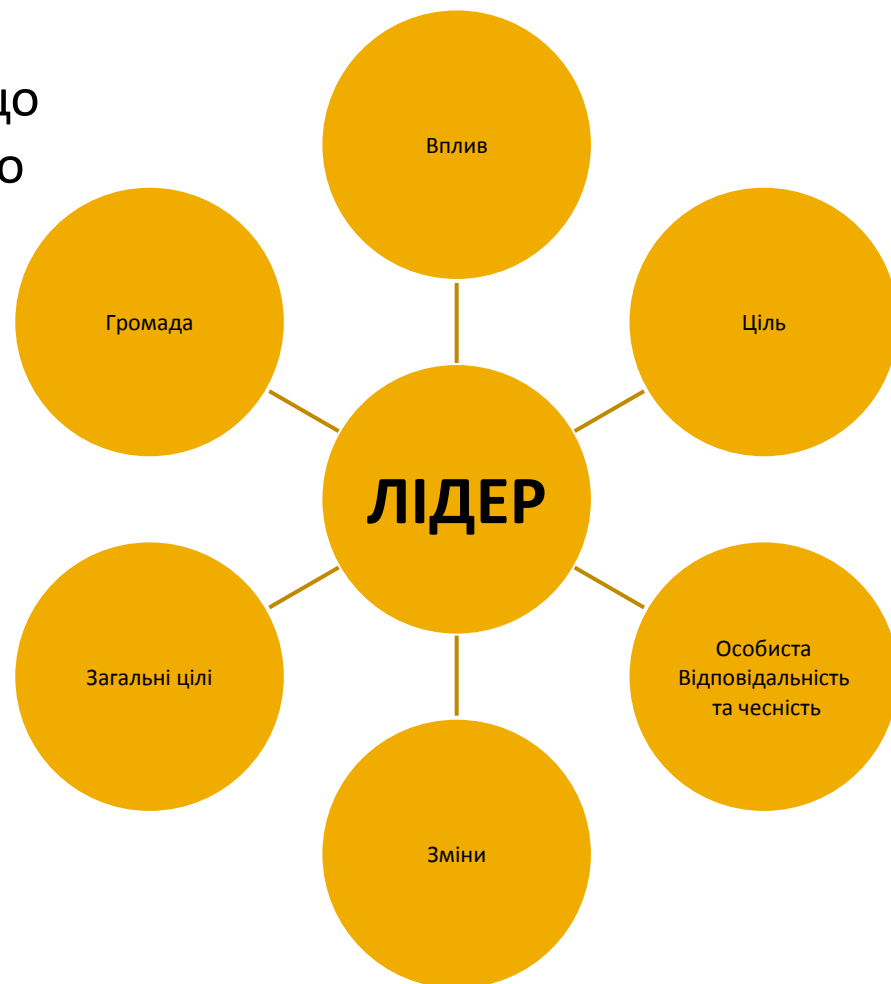 Вплив
Громада
Ціль
ЛІДЕР
Загальні цілі
Особиста
Відповідальність
та чесність
Зміни